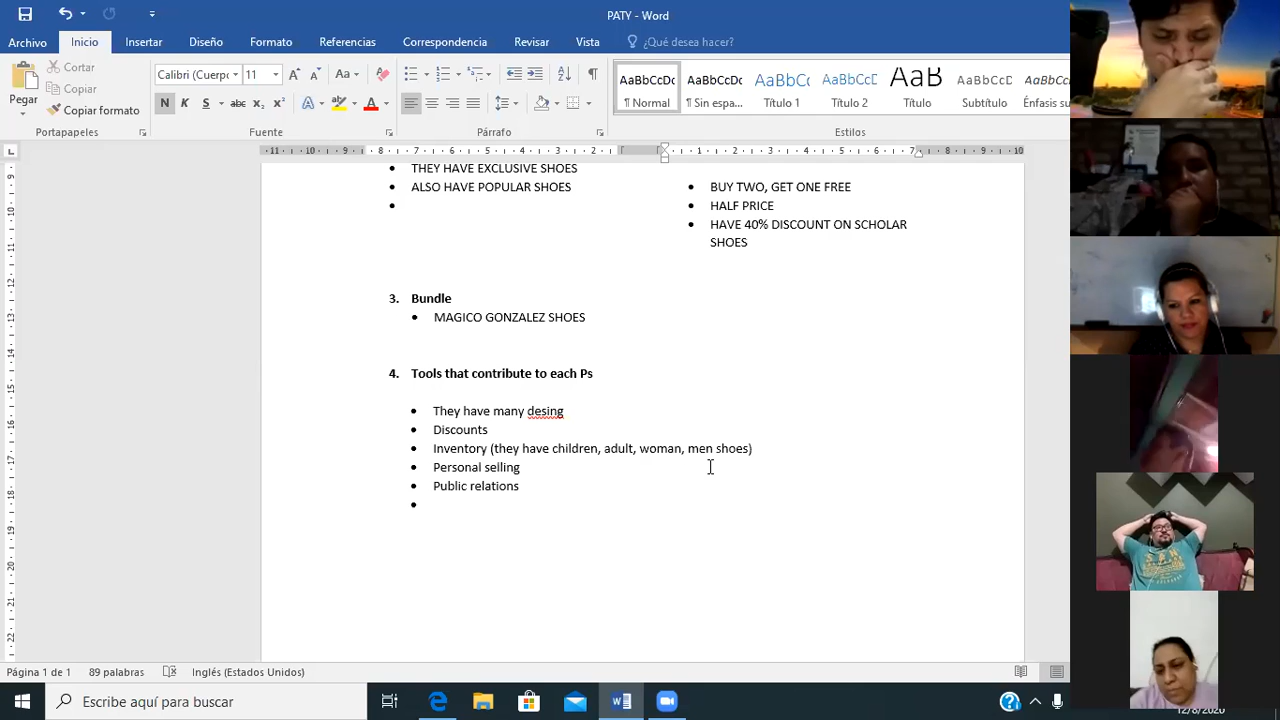 PATY - Word
Archivo Inicio Insertar Diseño Formato Referencias Correspondencia Revisar Vista ¿Qué desea hacer?
Pegar
Cortar
Copiar
Copiar formato
Portapapeles
Calibri (Cuerpo 11
N K S abc x₂ x²
Fuente
Párrafo
AaBbCcDc AaBbCcDc AaBbCc AaBbCcD AaB AaBbCcD
¶ Normal ¶ Sin espa... Título 1 Título 2 Título Subtítulo Énfasis su
Estilos
THEY HAVE EXCLUSIVE SHOES
ALSO HAVE POPULAR SHOES
BUY TWO, GET ONE FREE
HALF PRICE
HAVE 40% DISCOUNT ON SCHOLAR
SHOES
3. Bundle
MAGICO GONZALEZ SHOES
4. Tools that contribute to each Ps
They have many desing
Discounts
Inventory (they have children, adult, woman, men shoes)
Personal selling
Public relations
Página 1 de 1 89 palabras Inglés (Estados Unidos)
Escribe aquí para buscar
12/8/2020